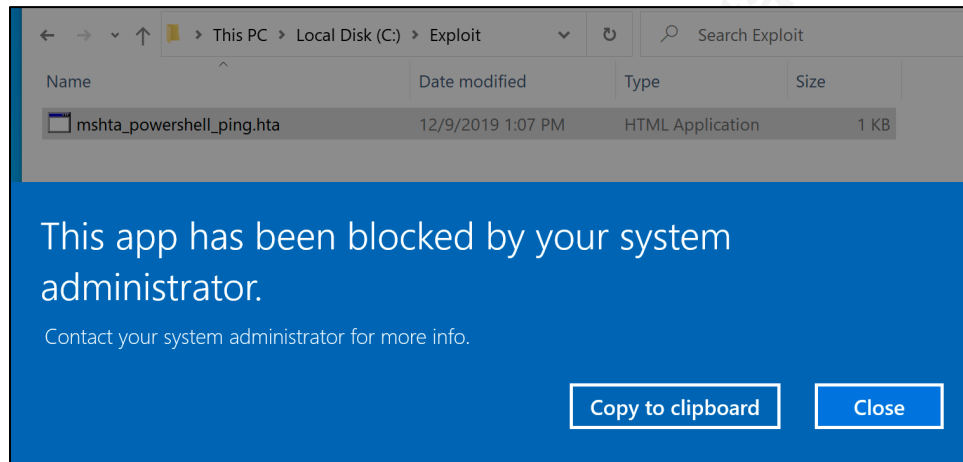 This PC > Local Disk (C:) > Exploit
Search Exploit
Name Date modified Type Size
mshta_powershell_ping.hta 12/9/2019 1:07 PM HTML Application 1 KB
This app has been blocked by your system
administrator.
Contact your system administrator for more info.
Copy to clipboard Close